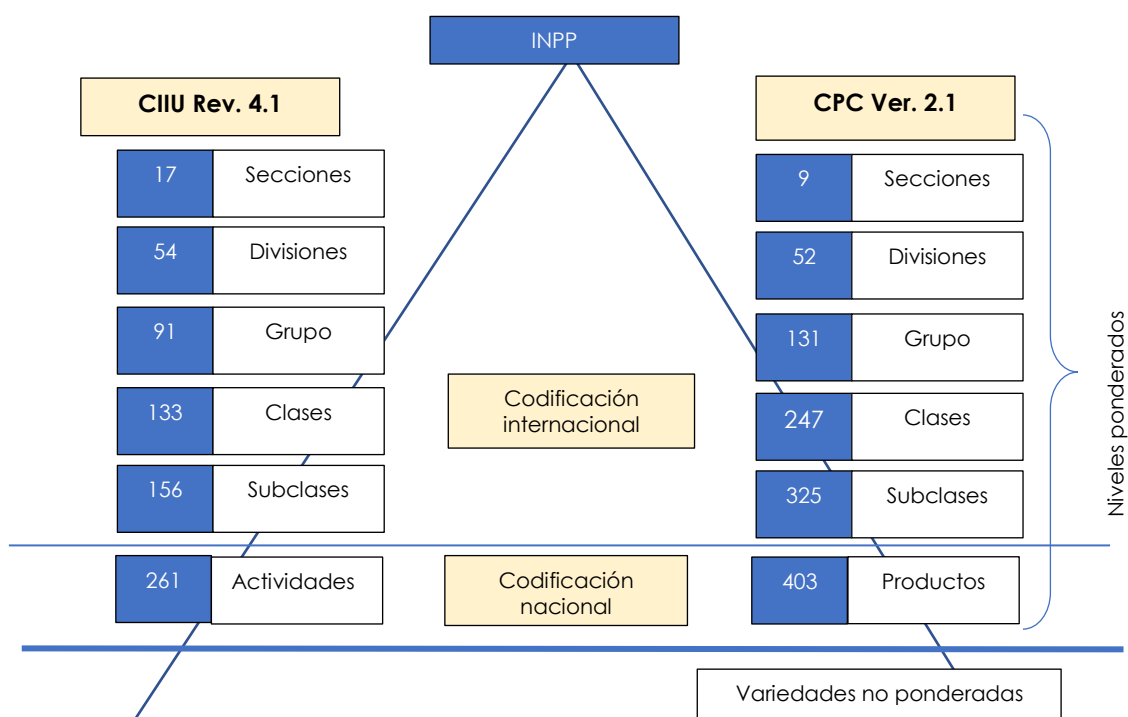 INPP
CIIU Rev. 4.1
17 Secciones
54 Divisiones
91 Grupo
133 Clases
156 Subclases
261 Actividades
Codificación
internacional
Codificación
nacional
CPC Ver. 2.1
9 Secciones
52 Divisiones
131 Grupo
247 Clases
325 Subclases
403 Productos
Niveles ponderados
Variedades no ponderadas